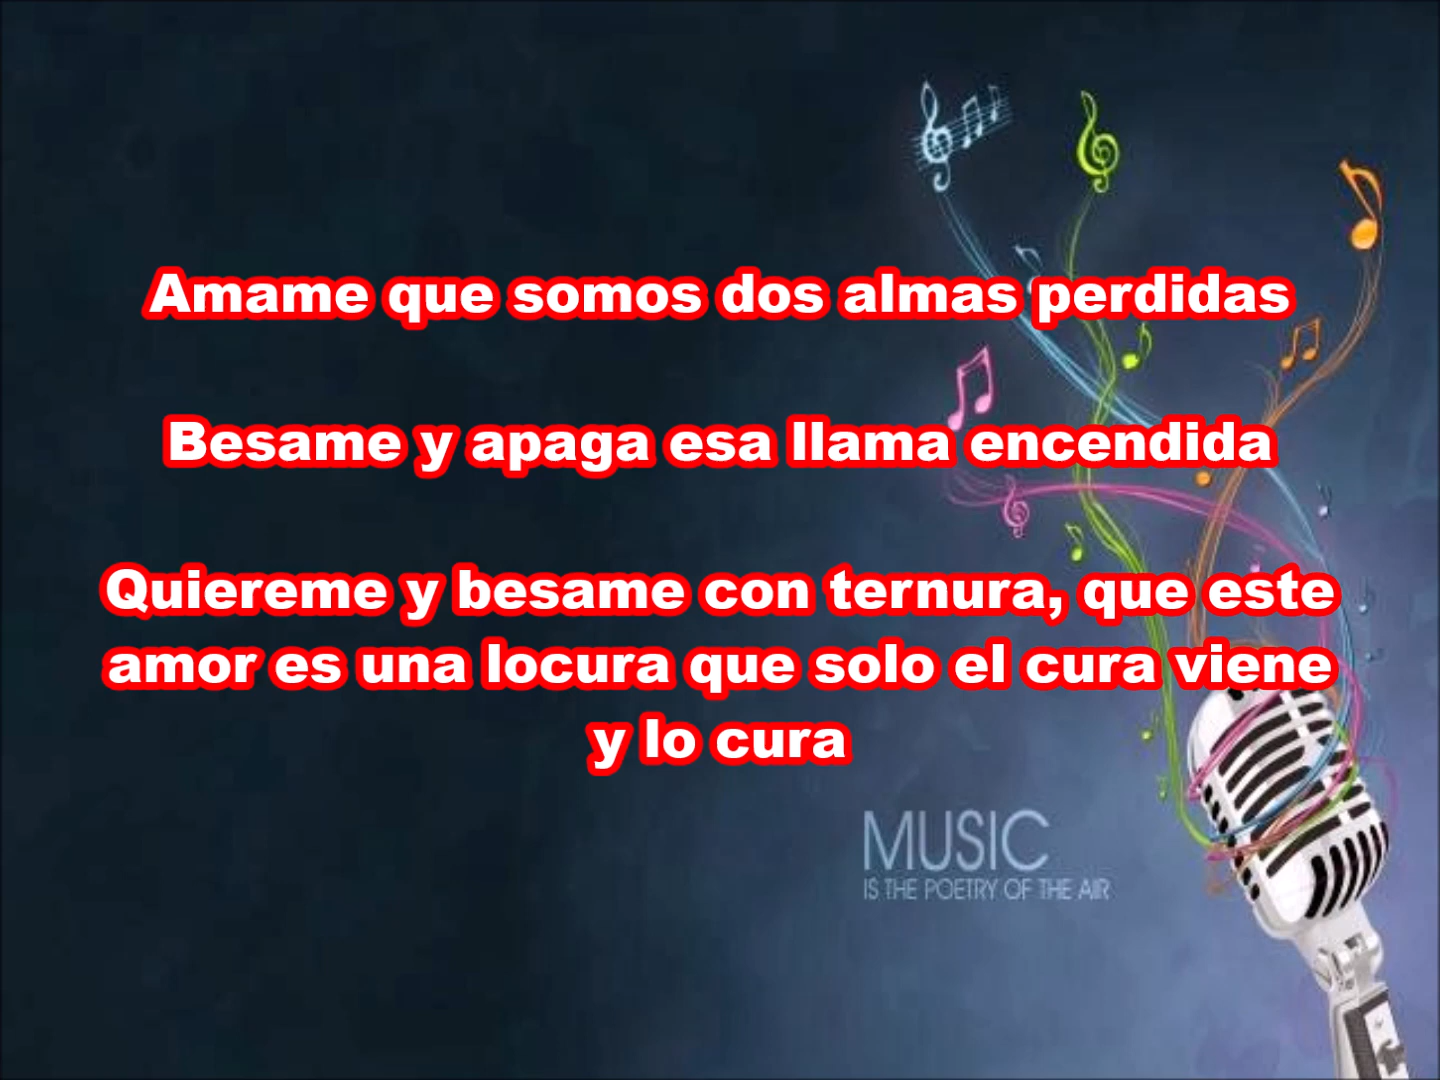 Amame que somos dos almas perdidas
Besame y apaga esa llama encendida
Quiereme y besame con ternura, que este
amor es una locura que solo el cura viene
y lo cura
MUSIC
IS THE POETRY OF THE AIR